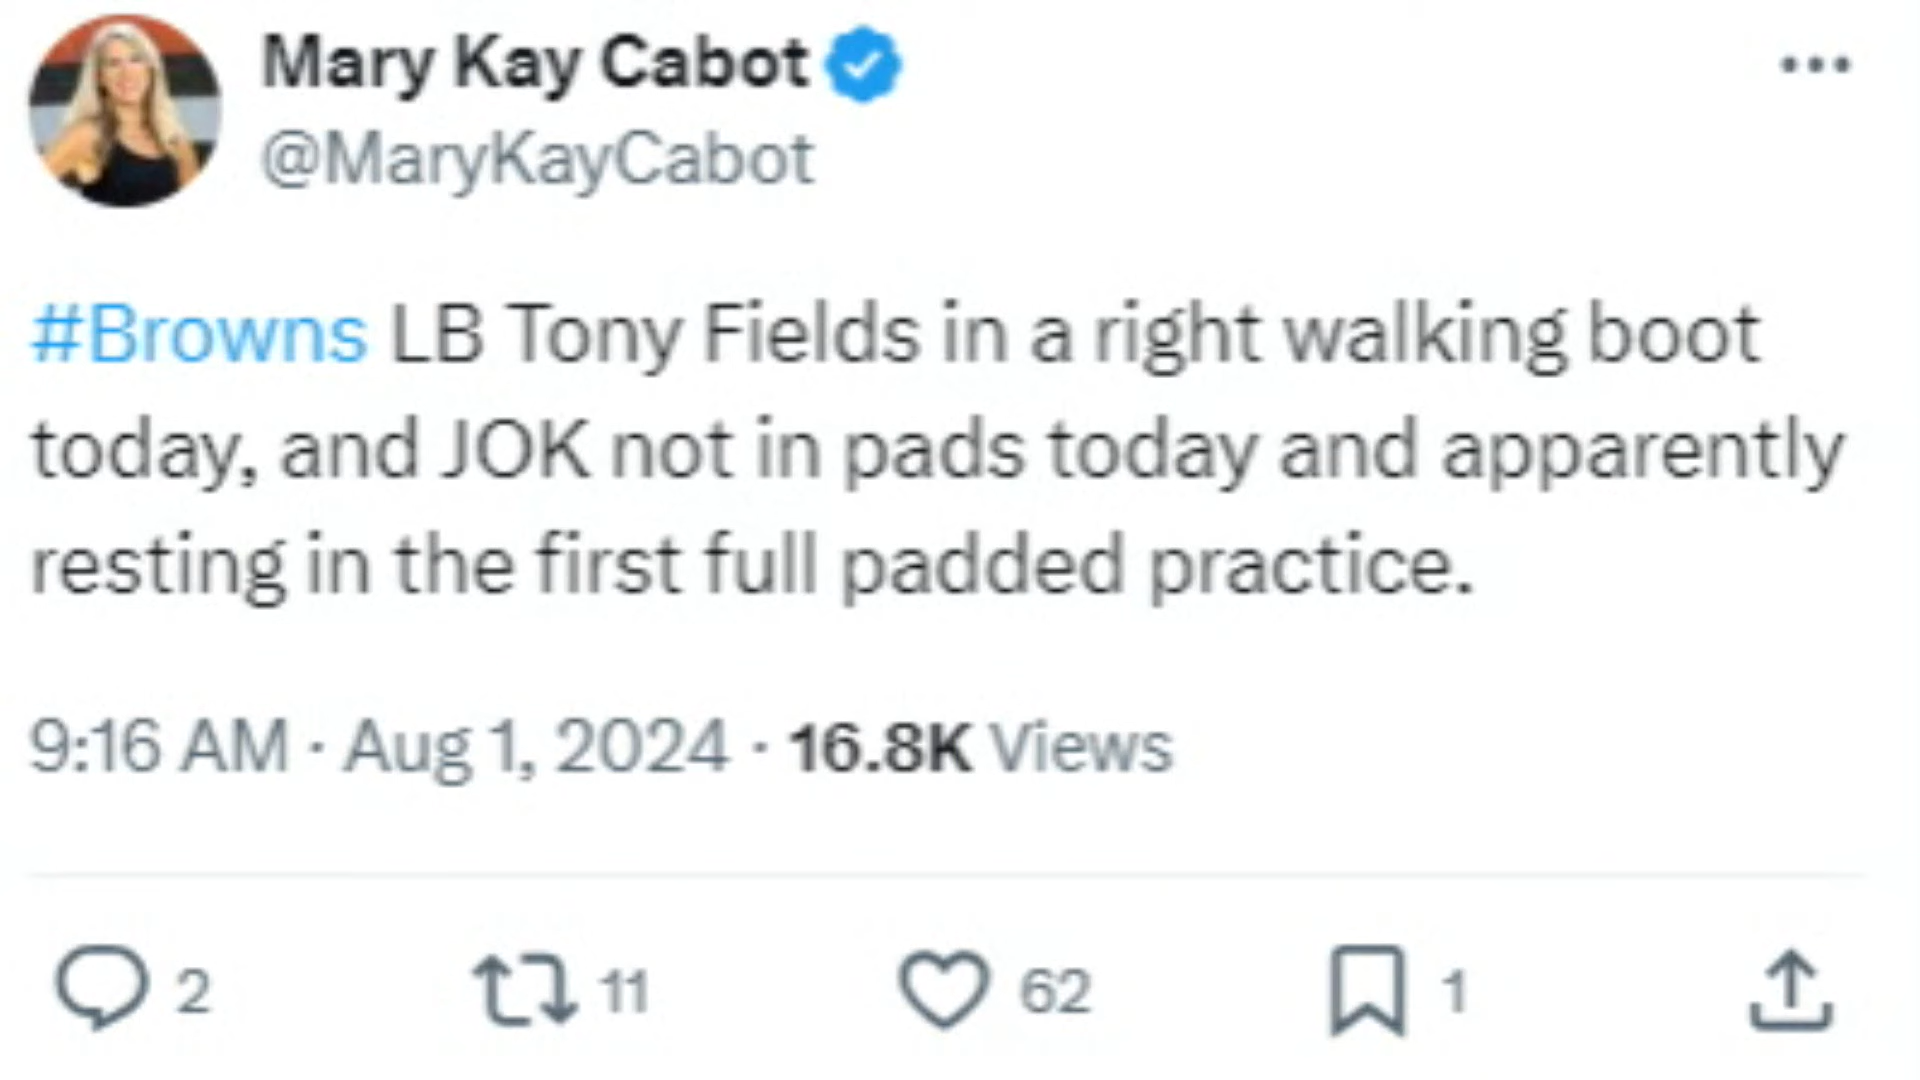 Mary Kay Cabot
@MaryKayCabot
#Browns LB Tony Fields in a right walking boot
today, and JOK not in pads today and apparently
resting in the first full padded practice.
9:16 AM · Aug 1, 2024 · 16.8K Views
2 11 62 1